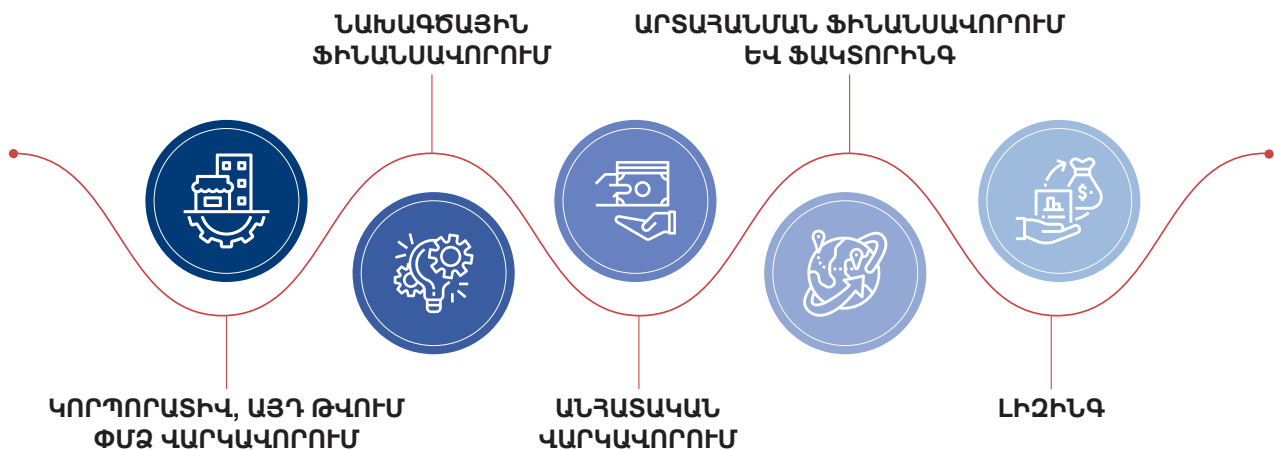 ՆԱԽԱԳԾԱՅԻՆ
ՖԻՆԱՆՍԱՎՈՐՈՒՄ
ԱՐՏԱՀԱՆՄԱՆ ՖԻՆԱՆՍԱՎՈՐՈՒՄ
ԵՎ ՖԱԿՏՈՐԻՆԳ
$
ԿՈՐՊՈՐԱՏԻՎ, ԱՅԴ ԹՎՈՒՄ
ՓՄՁ ՎԱՐԿԱՎՈՐՈՒՄ
ԱՆՀԱՏԱԿԱՆ
ՎԱՐԿԱՎՈՐՈՒՄ
ԼԻԶԻՆԳ